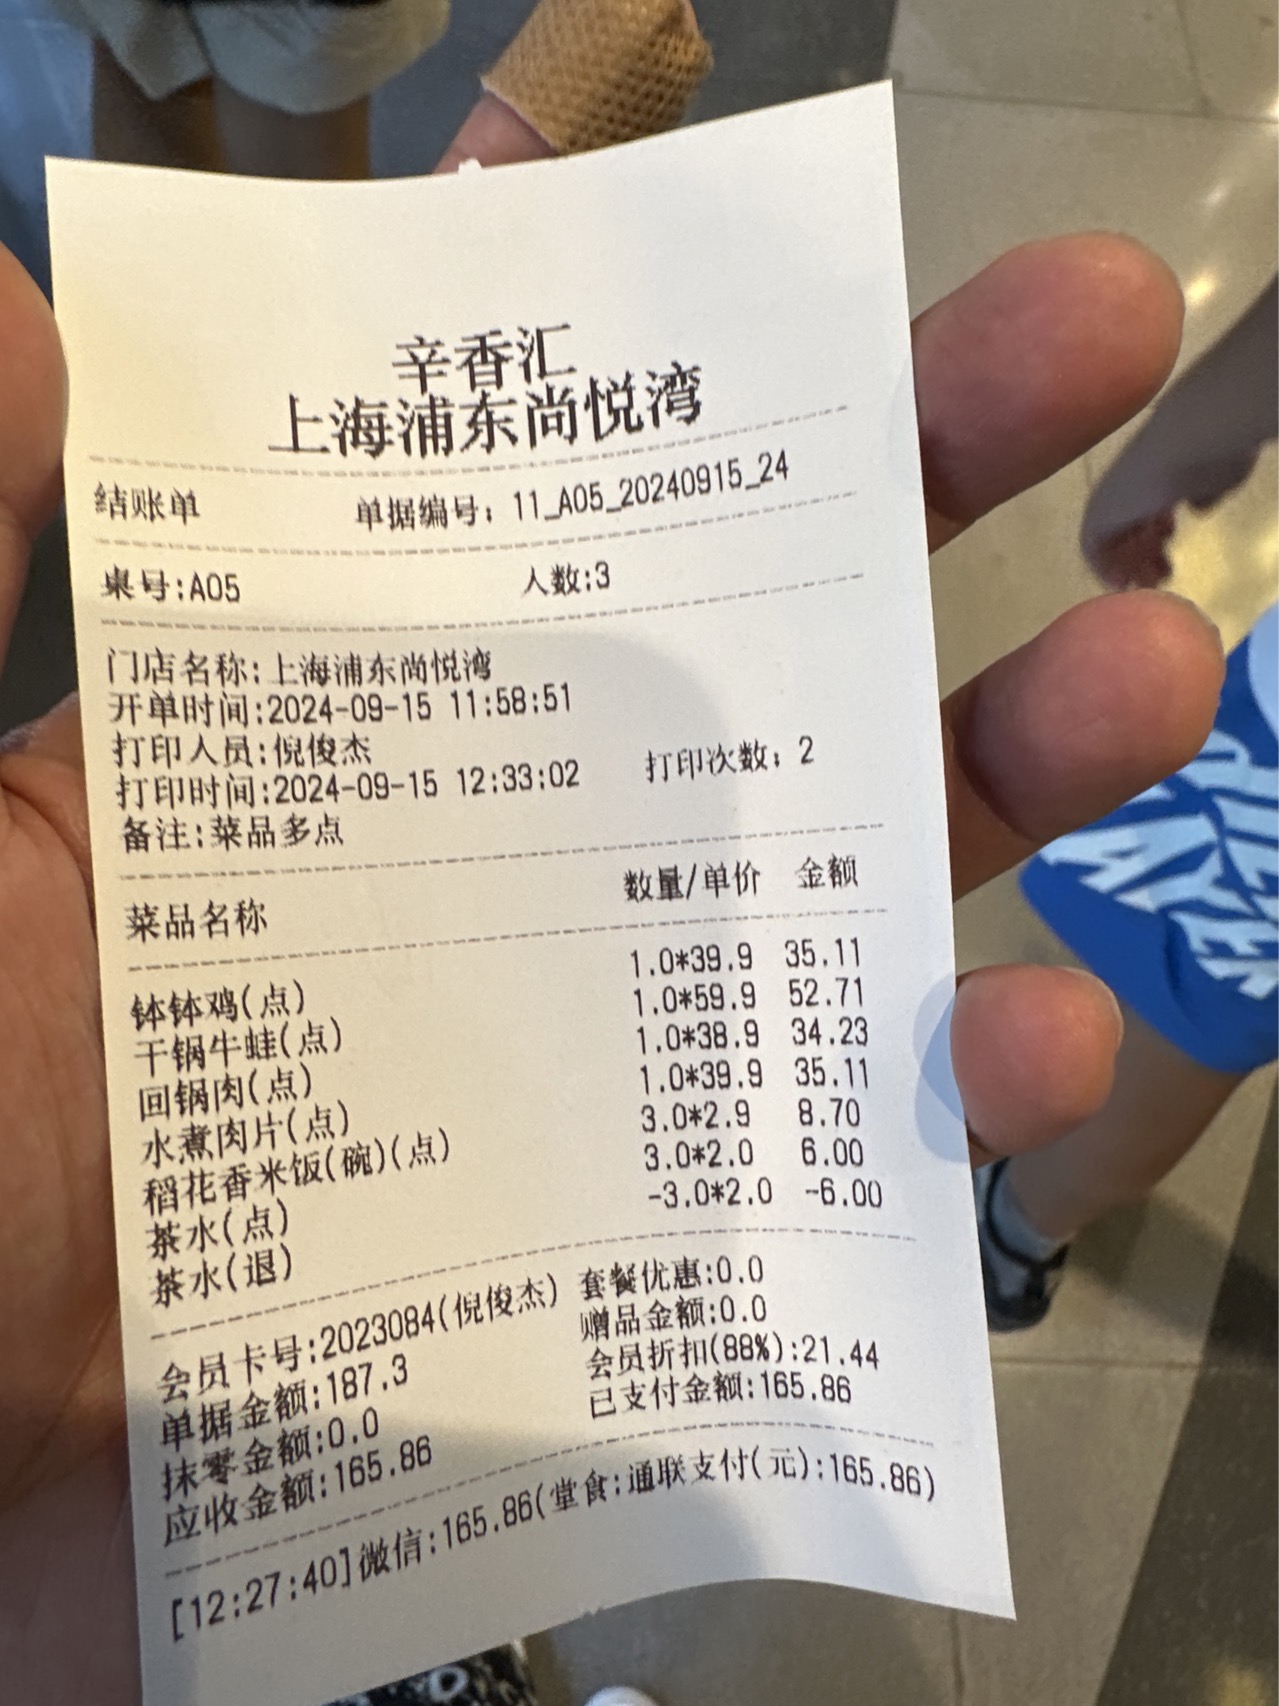 辛香汇
上海浦东尚悦湾
结账单 单据编号：11_A05_20240915_24
桌号:A05 人数:3
门店名称:上海浦东尚悦湾
开单时间:2024-09-15 11:58:51
打印人员:倪俊杰
打印时间:2024-09-15 12:33:02 打印次数：2
备注:菜品多点
菜品名称 数量/单价 金额
钵钵鸡(点) 1.0*39.9 35.11
干锅牛蛙(点) 1.0*59.9 52.71
回锅肉(点) 1.0*38.9 34.23
水煮肉片(点) 1.0*39.9 35.11
稻花香米饭(碗)(点) 3.0*2.9 8.70
茶水(点) 3.0*2.0 6.00
茶水(退) -3.0*2.0 -6.00
会员卡号:2023084(倪俊杰) 套餐优惠:0.0
单据金额:187.3 赠品金额:0.0
抹零金额:0.0 会员折扣(88%):21.44
应收金额:165.86 已支付金额:165.86
[12:27:40]微信:165.86(堂食:通联支付(元):165.86)